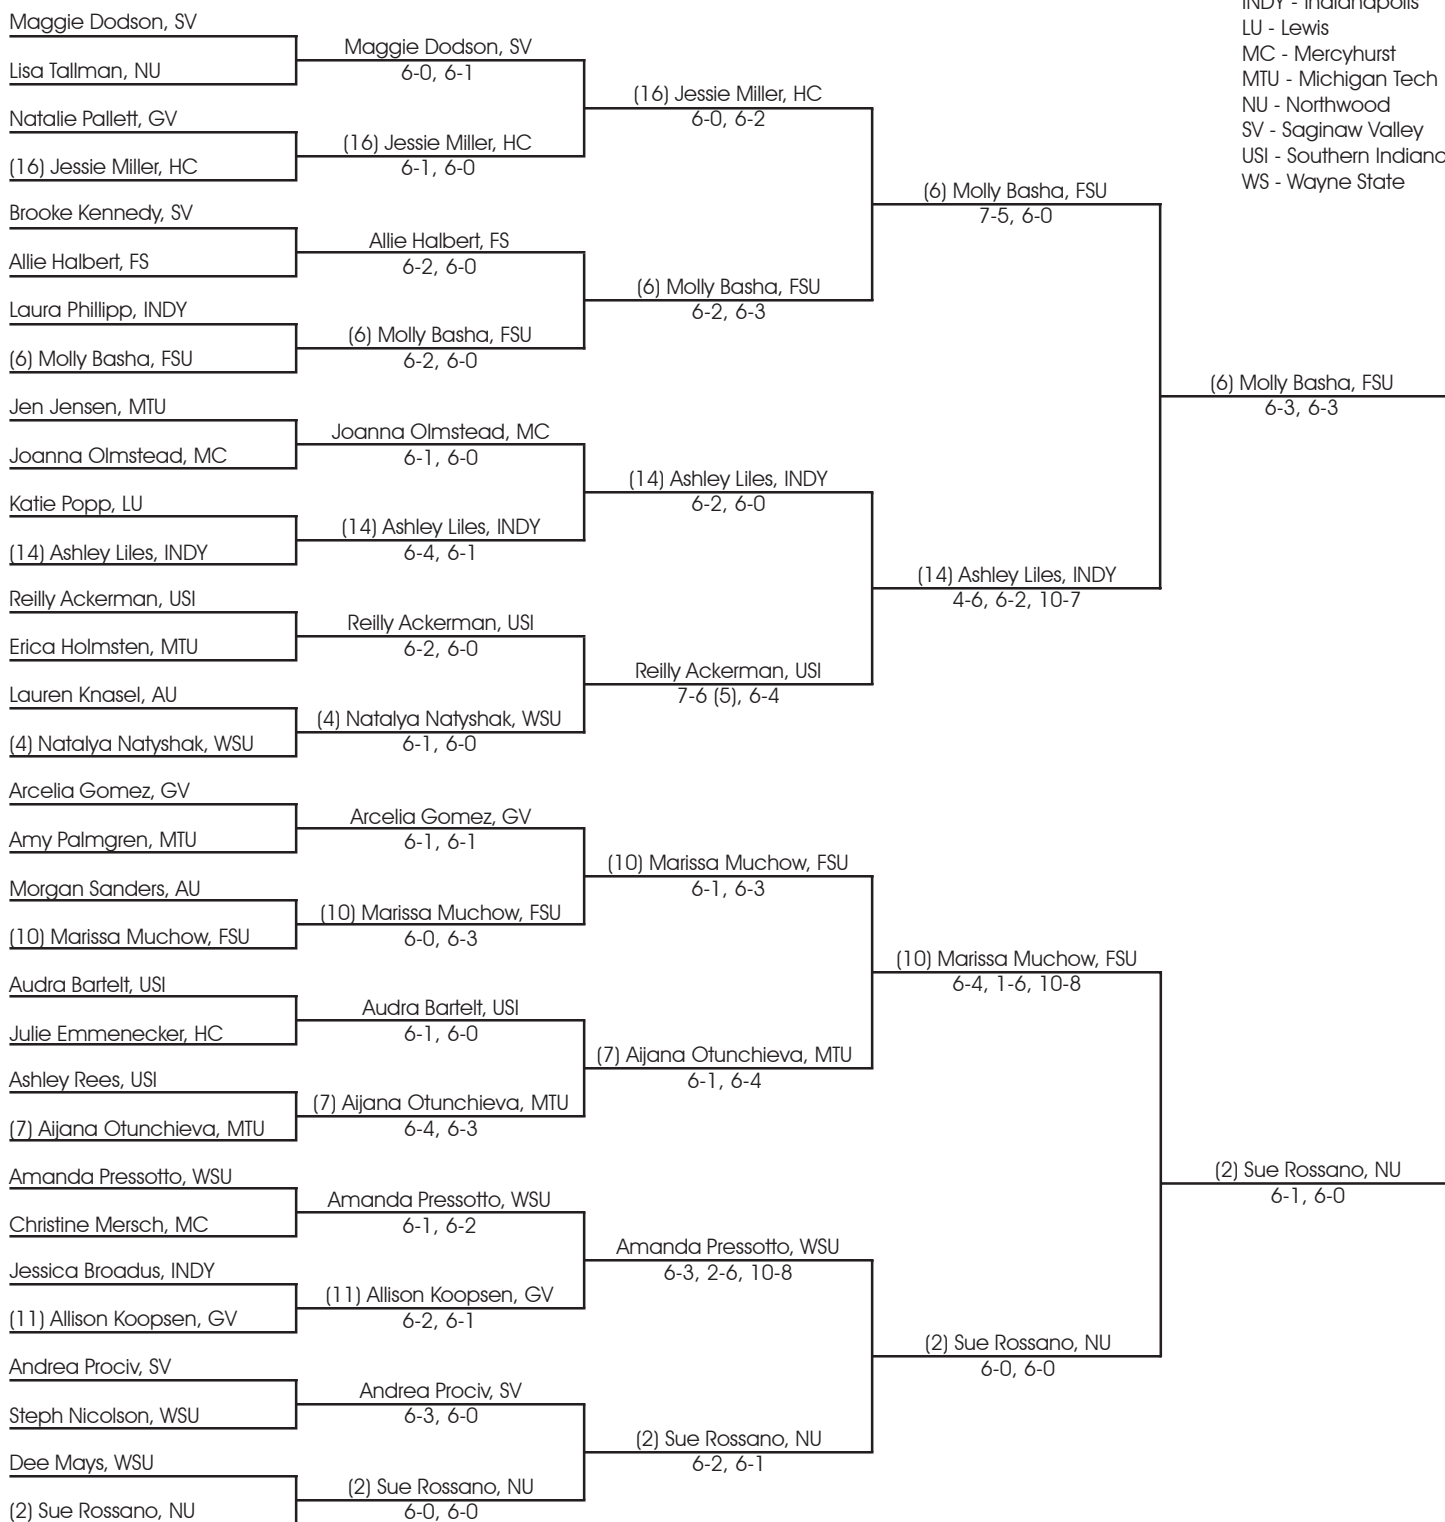 Maggie Dodson, SV
Lisa Tallman, NU
Natalie Pallett, GV
(16) Jessie Miller, HC
Brooke Kennedy, SV
Allie Halbert, FS
Laura Phillipp, INDY
(6) Molly Basha, FSU
Jen Jensen, MTU
Joanna Olmstead, MC
Katie Popp, LU
(14) Ashley Liles, INDY
Reilly Ackerman, USI
Erica Holmsten, MTU
Lauren Knasel, AU
(4) Natalya Natyshak, WSU
Arcelia Gomez, GV
Amy Palmgren, MTU
Morgan Sanders, AU
(10) Marissa Muchow, FSU
Audra Bartelt, USI
Julie Emmenecker, HC
Ashley Rees, USI
(7) Aijana Otunchieva, MTU
Amanda Pressotto, WSU
Christine Mersch, MC
Jessica Broadus, INDY
(11) Allison Koopsen, GV
Andrea Prociv, SV
Steph Nicolson, WSU
Dee Mays, WSU
(2) Sue Rossano, NU
Maggie Dodson, SV
6-0, 6-1
(16) Jessie Miller, HC
6-1, 6-0
Allie Halbert, FS
6-2, 6-0
(6) Molly Basha, FSU
6-2, 6-0
Joanna Olmstead, MC
6-1, 6-0
(14) Ashley Liles, INDY
6-4, 6-1
Reilly Ackerman, USI
6-2, 6-0
(4) Natalya Natyshak, WSU
6-1, 6-0
Arcelia Gomez, GV
6-1, 6-1
(10) Marissa Muchow, FSU
6-0, 6-3
Audra Bartelt, USI
6-1, 6-0
(7) Aijana Otunchieva, MTU
6-4, 6-3
Amanda Pressotto, WSU
6-1, 6-2
(11) Allison Koopsen, GV
6-2, 6-1
Andrea Prociv, SV
6-3, 6-0
(2) Sue Rossano, NU
6-0, 6-0
(16) Jessie Miller, HC
6-0, 6-2
(6) Molly Basha, FSU
6-2, 6-3
(14) Ashley Liles, INDY
6-2, 6-0
Reilly Ackerman, USI
7-6 (5), 6-4
(10) Marissa Muchow, FSU
6-1, 6-3
(7) Aijana Otunchieva, MTU
6-1, 6-4
Amanda Pressotto, WSU
6-3, 2-6, 10-8
(2) Sue Rossano, NU
6-2, 6-1
(6) Molly Basha, FSU
7-5, 6-0
(14) Ashley Liles, INDY
4-6, 6-2, 10-7
(10) Marissa Muchow, FSU
6-4, 1-6, 10-8
(2) Sue Rossano, NU
6-0, 6-0
(6) Molly Basha, FSU
6-3, 6-3
(2) Sue Rossano, NU
6-1, 6-0
INDY - Indianapolis
LU - Lewis
MC - Mercyhurst
MTU - Michigan Tech
NU - Northwood
SV - Saginaw Valley
USI - Southern Indiana
WS - Wayne State